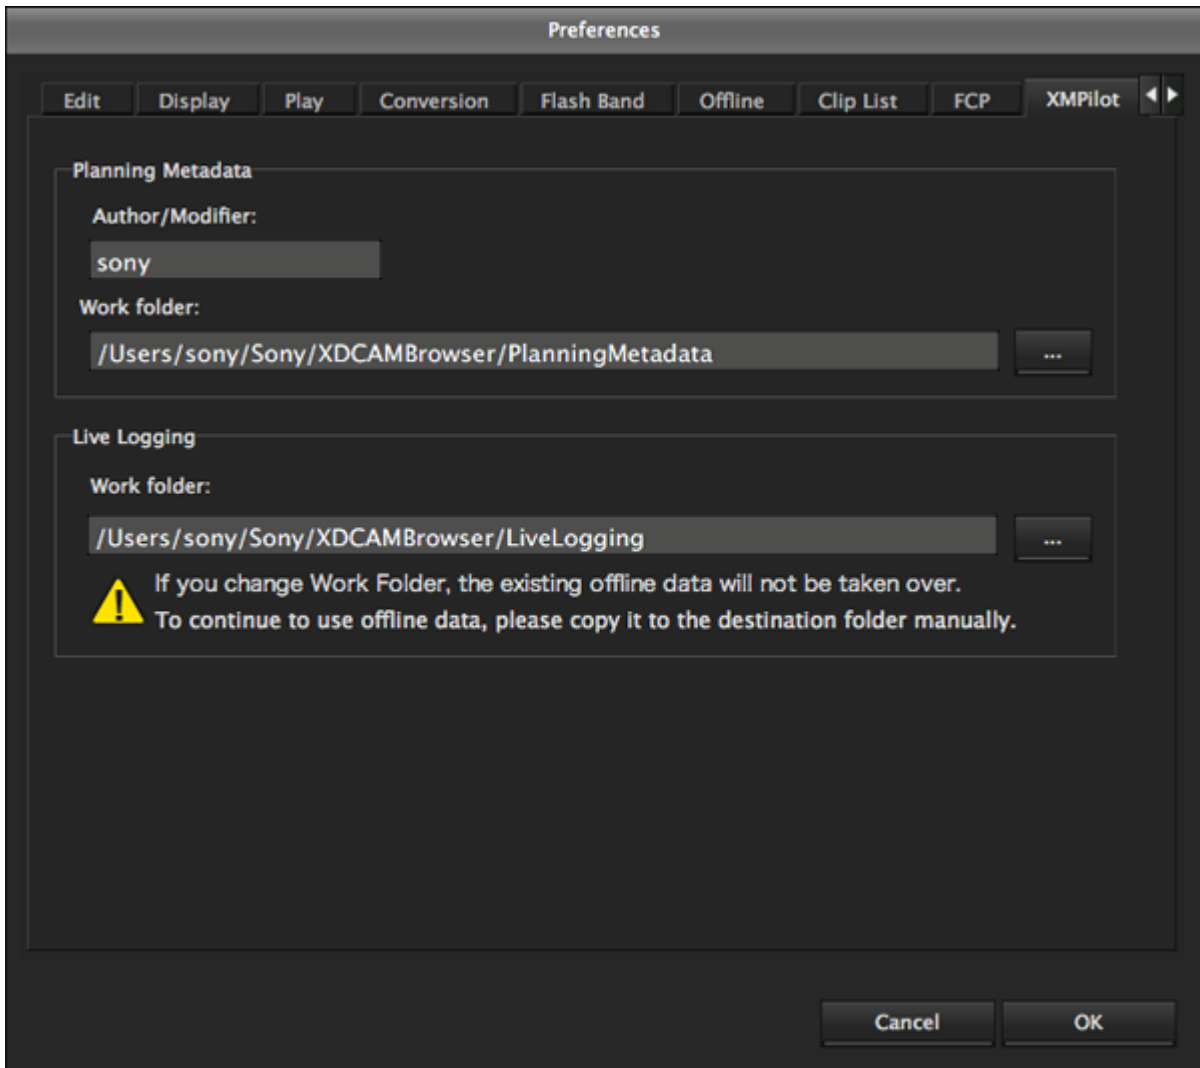 Preferences
Edit Display Play Conversion Flash Band Offline Clip List FCP XMPilot
Planning Metadata
Author/Modifier:
sony
Work folder:
/Users/sony/Sony/XDCAMBrowser/PlanningMetadata
...
Live Logging
Work folder:
/Users/sony/Sony/XDCAMBrowser/LiveLogging
...
If you change Work Folder, the existing offline data will not be taken over.
To continue to use offline data, please copy it to the destination folder manually.
Cancel OK